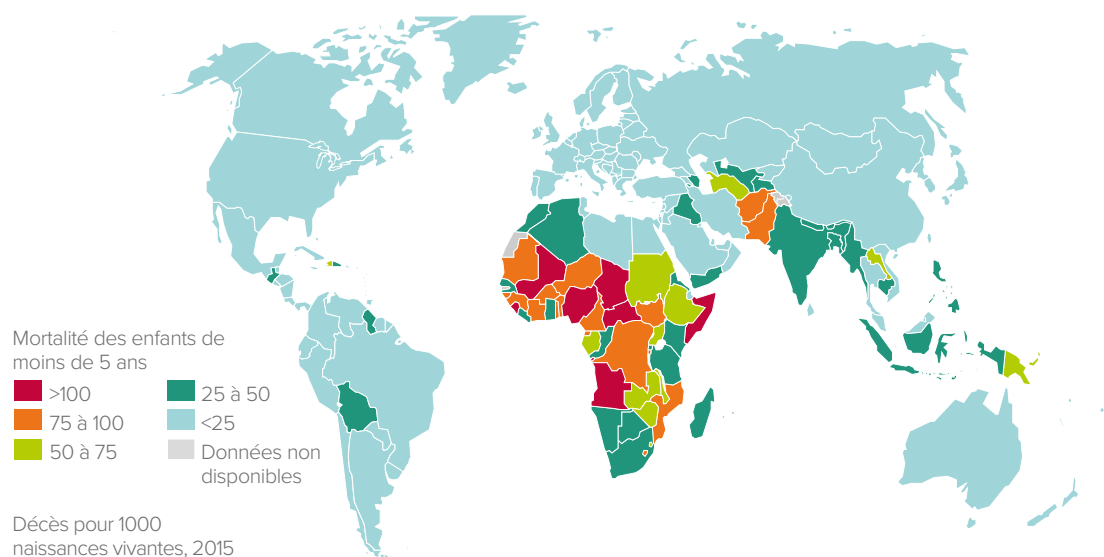 Mortalité des enfants de
moins de 5 ans
>100
75 à 100
50 à 75
25 à 50
<25
Données non
disponibles
Décès pour 1000
naissances vivantes, 2015